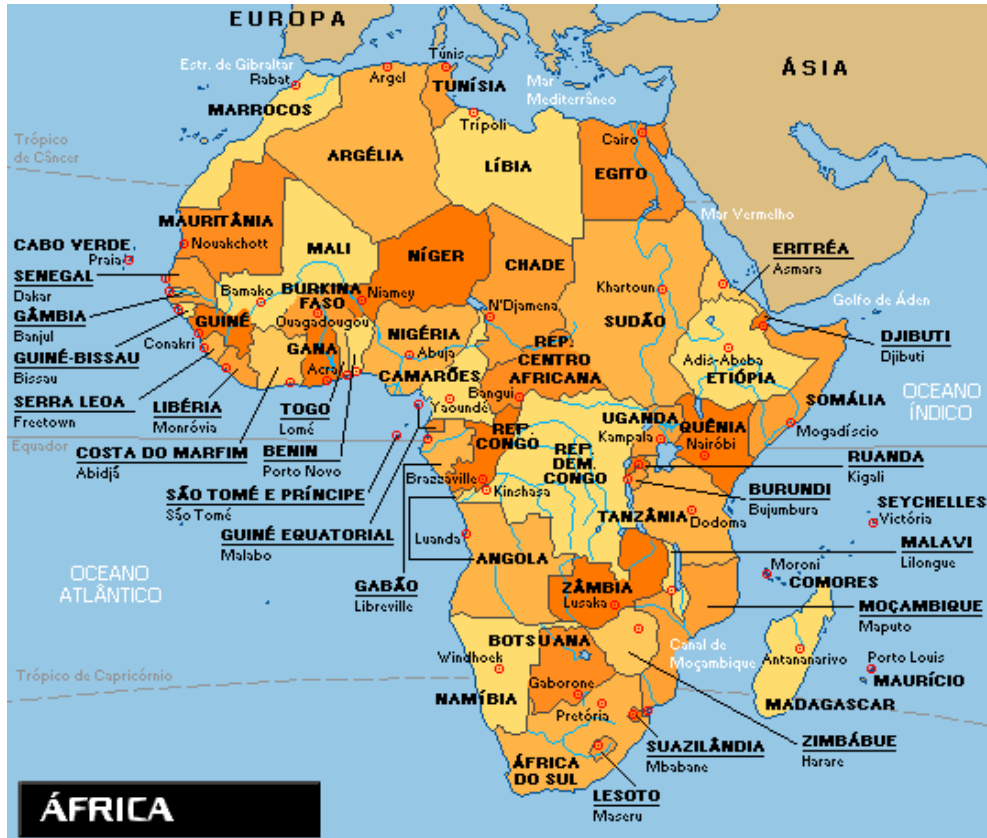 EUROPA
ÁSIA
Estr. de Gibraltar
Rabat
Argel
Túnis
TUNÍSIA
Mar
Mediterrâneo
MARROCOS
Trípoli
Cairo
Trópico
de Câncer
ARGÉLIA
LÍBIA
EGITO
Mar Vermelho
MAURITÂNIA
Nouakchott
CABO VERDE.
Praia
MALI
NÍGER
CHADE
ERITRÉA
Asmara
SENEGAL
Dakar
Bamako
BURKINA
FASO
Niamey
N'Djamena
Khartoun
SUDÃO
Golfo de Áden
GÂMBIA
Banjul
GUINÉ
Ouagadougou
NIGÉRIA
Abuja
DJIBUTI
Djibuti
Conakri
GUINÉ-BISSAU
Bissau
GANA
Acra
REP.
CENTRO
AFRICANA
Adis-Abeba
ETIÓPIA
CAMARÕES
Bangui
Yaoundé
OCEANO
ÍNDICO
SERRA LEOA
Freetown
LIBÉRIA
Monróvia
TOGO
Lomé
SOMÁLIA
Mogadíscio
UGANDA
Kampala
QUÊNIA
Nairóbi
Equador
COSTA DO MARFIM
Abidjã
BENIN
Porto Novo
REP.
CONGO
REP.
DEM.
CONGO
RUANDA
Kigali
Brazzaville
Kinshasa
SÃO TOMÉ E PRÍNCIPE
São Tomé
BURUNDI
Bujumbura
SEYCHELLES
Victória
TANZÂNIA
Dodoma
GUINÉ EQUATORIAL
Malabo
Luanda
ANGOLA
MALAVI
Lilongue
OCEANO
ATLÂNTICO
GABÃO
Libreville
ZÂMBIA
Lusaka
Moroni
COMORES
MOÇAMBIQUE
Maputo
BOTSUANA
Windhoek
Canal de
Moçambique
Antananarivo
Porto Louis
MAURÍCIO
Trópico de Capricórnio
NAMÍBIA
Gaborone
MADAGASCAR
Pretória
SUAZILÂNDIA
Mbabane
ZIMBÁBUE
Harare
ÁFRICA
DO SUL
LESOTO
Maseru
ÁFRICA